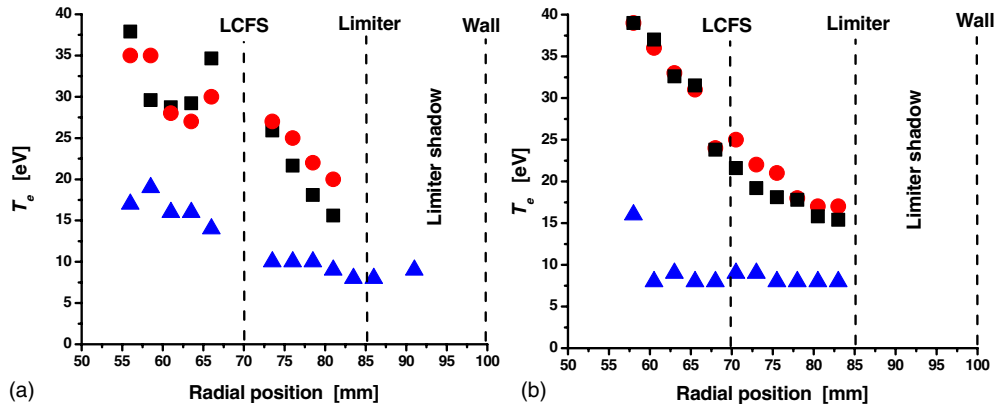 LCFS Limiter Wall
40
35
30
25
20
15
10
5
0
T_e [eV]
Limiter shadow
50 55 60 65 70 75 80 85 90 95 100
(a) Radial position [mm]
LCFS Limiter Wall
40
35
30
25
20
15
10
5
0
T_e [eV]
Limiter shadow
50 55 60 65 70 75 80 85 90 95 100
(b) Radial position [mm]